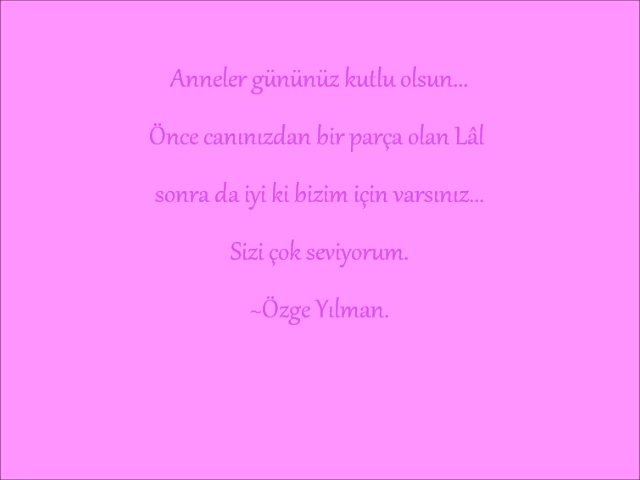 Anneler gününüz kutlu olsun...
Önce canınızdan bir parça olan Lâl
sonra da iyi ki bizim için varsınız...
Sizi çok seviyorum.
~Özge Yılman.